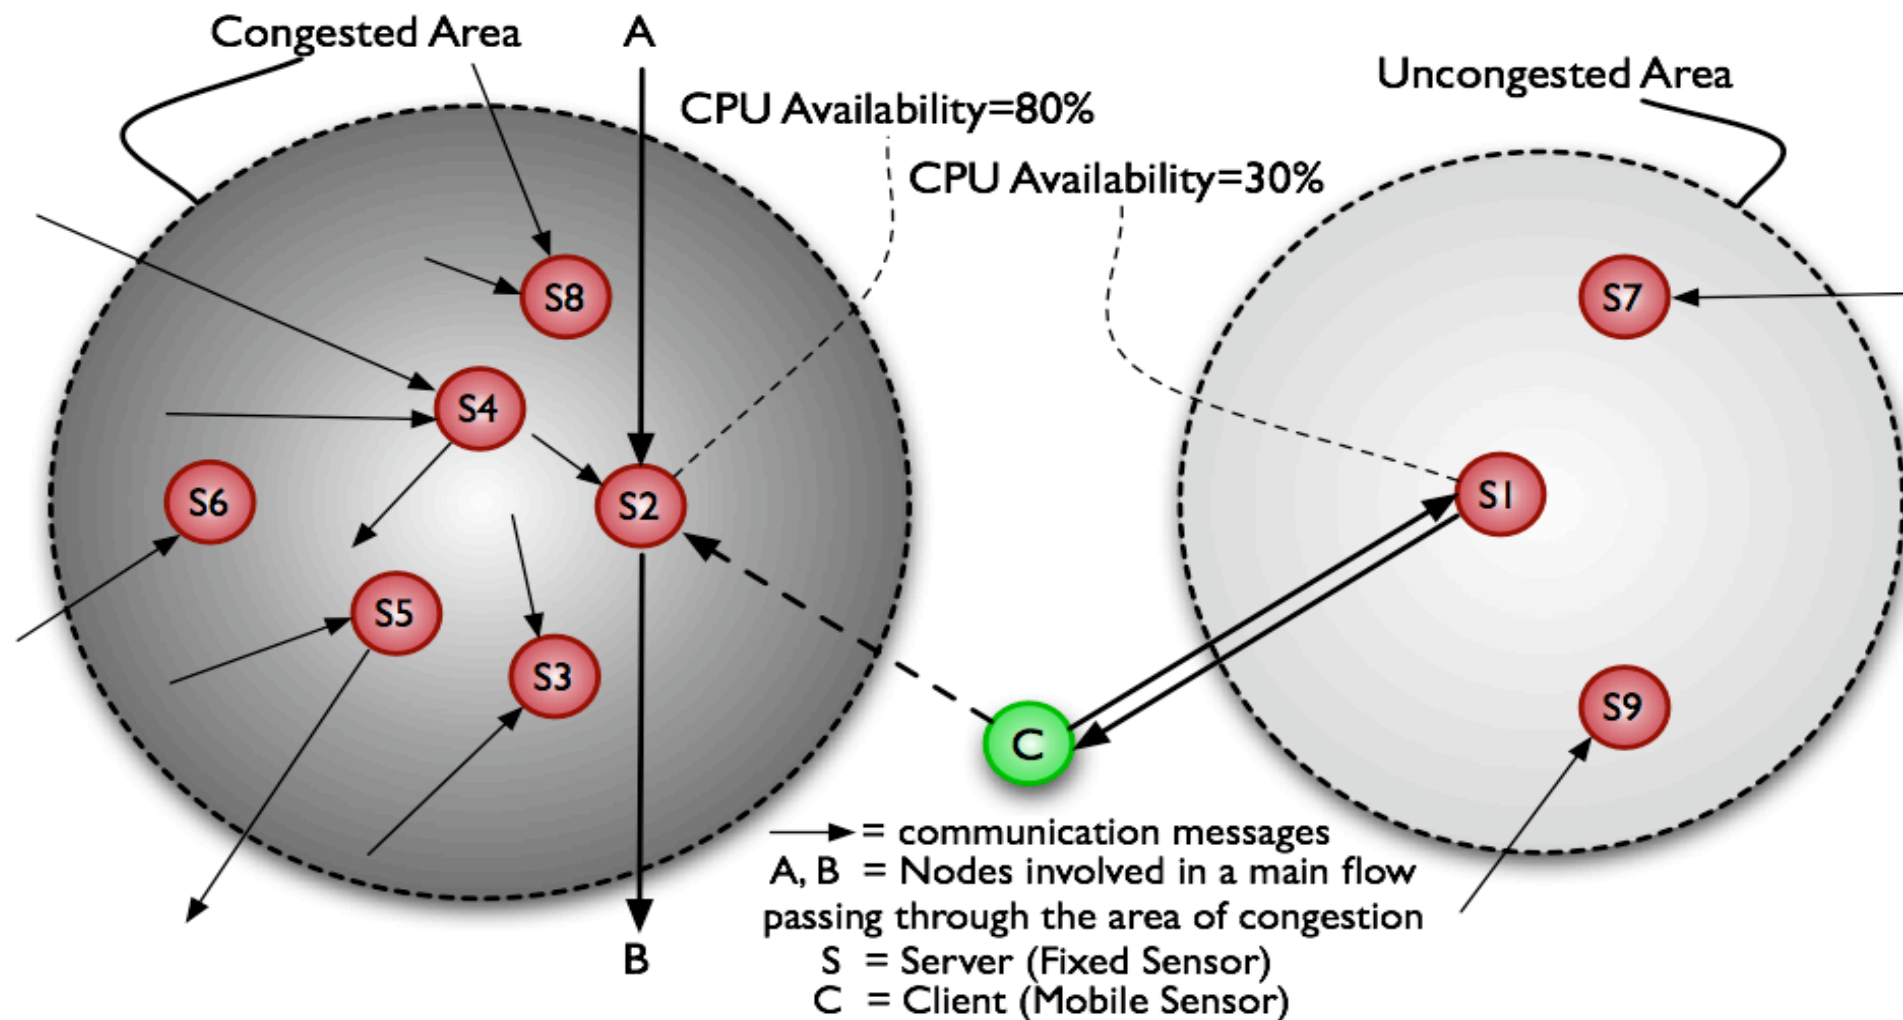 Congested Area
A
Uncongested Area
CPU Availability=80%
CPU Availability=30%
S8
S7
S4
S6
S2
S1
S5
S3
S9
C
= communication messages
A, B = Nodes involved in a main flow
passing through the area of congestion
B
S = Server (Fixed Sensor)
C = Client (Mobile Sensor)